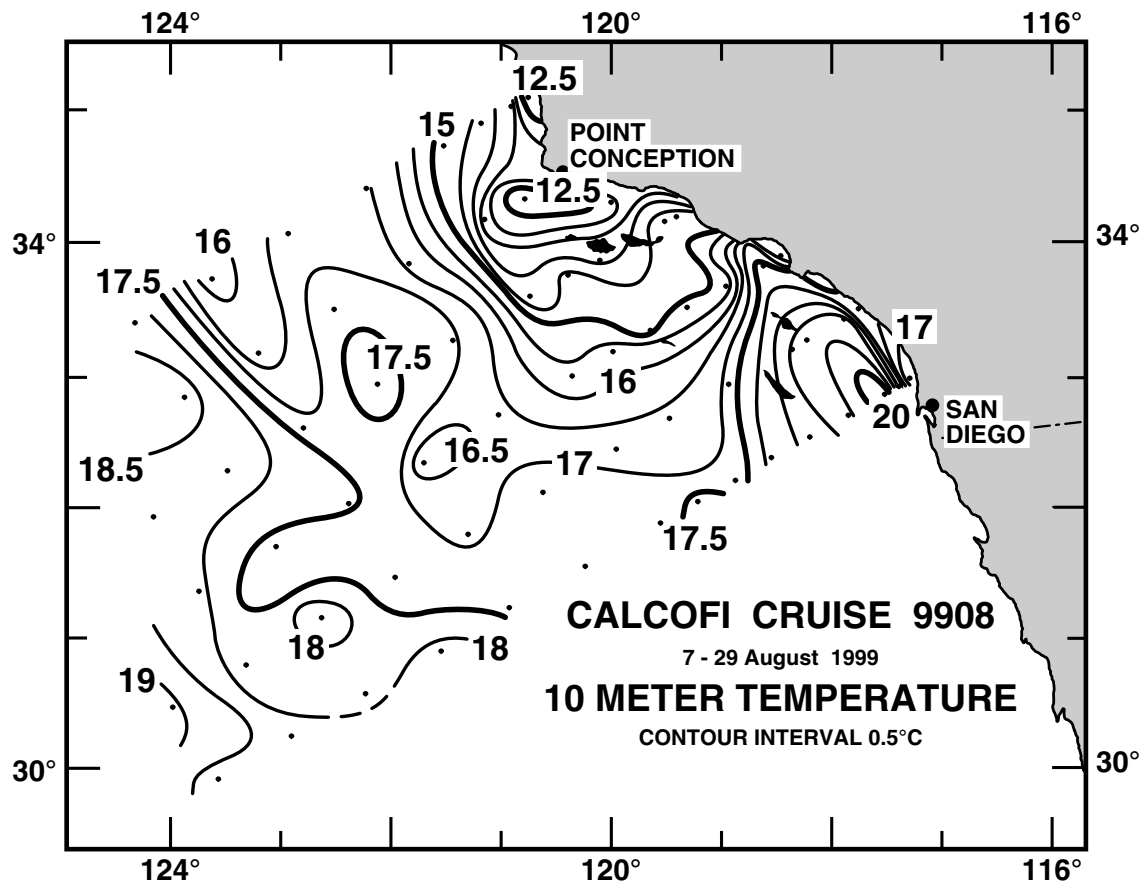 124° 120° 116°
12.5
15
POINT
CONCEPTION
12.5
34° 34°
16
17.5
17
17.5
16
20
SAN
DIEGO
16.5
17
18.5
17.5
CALCOFI CRUISE 9908
18
18
7 - 29 August 1999
19
10 METER TEMPERATURE
CONTOUR INTERVAL 0.5°C
30° 30°
124° 120° 116°